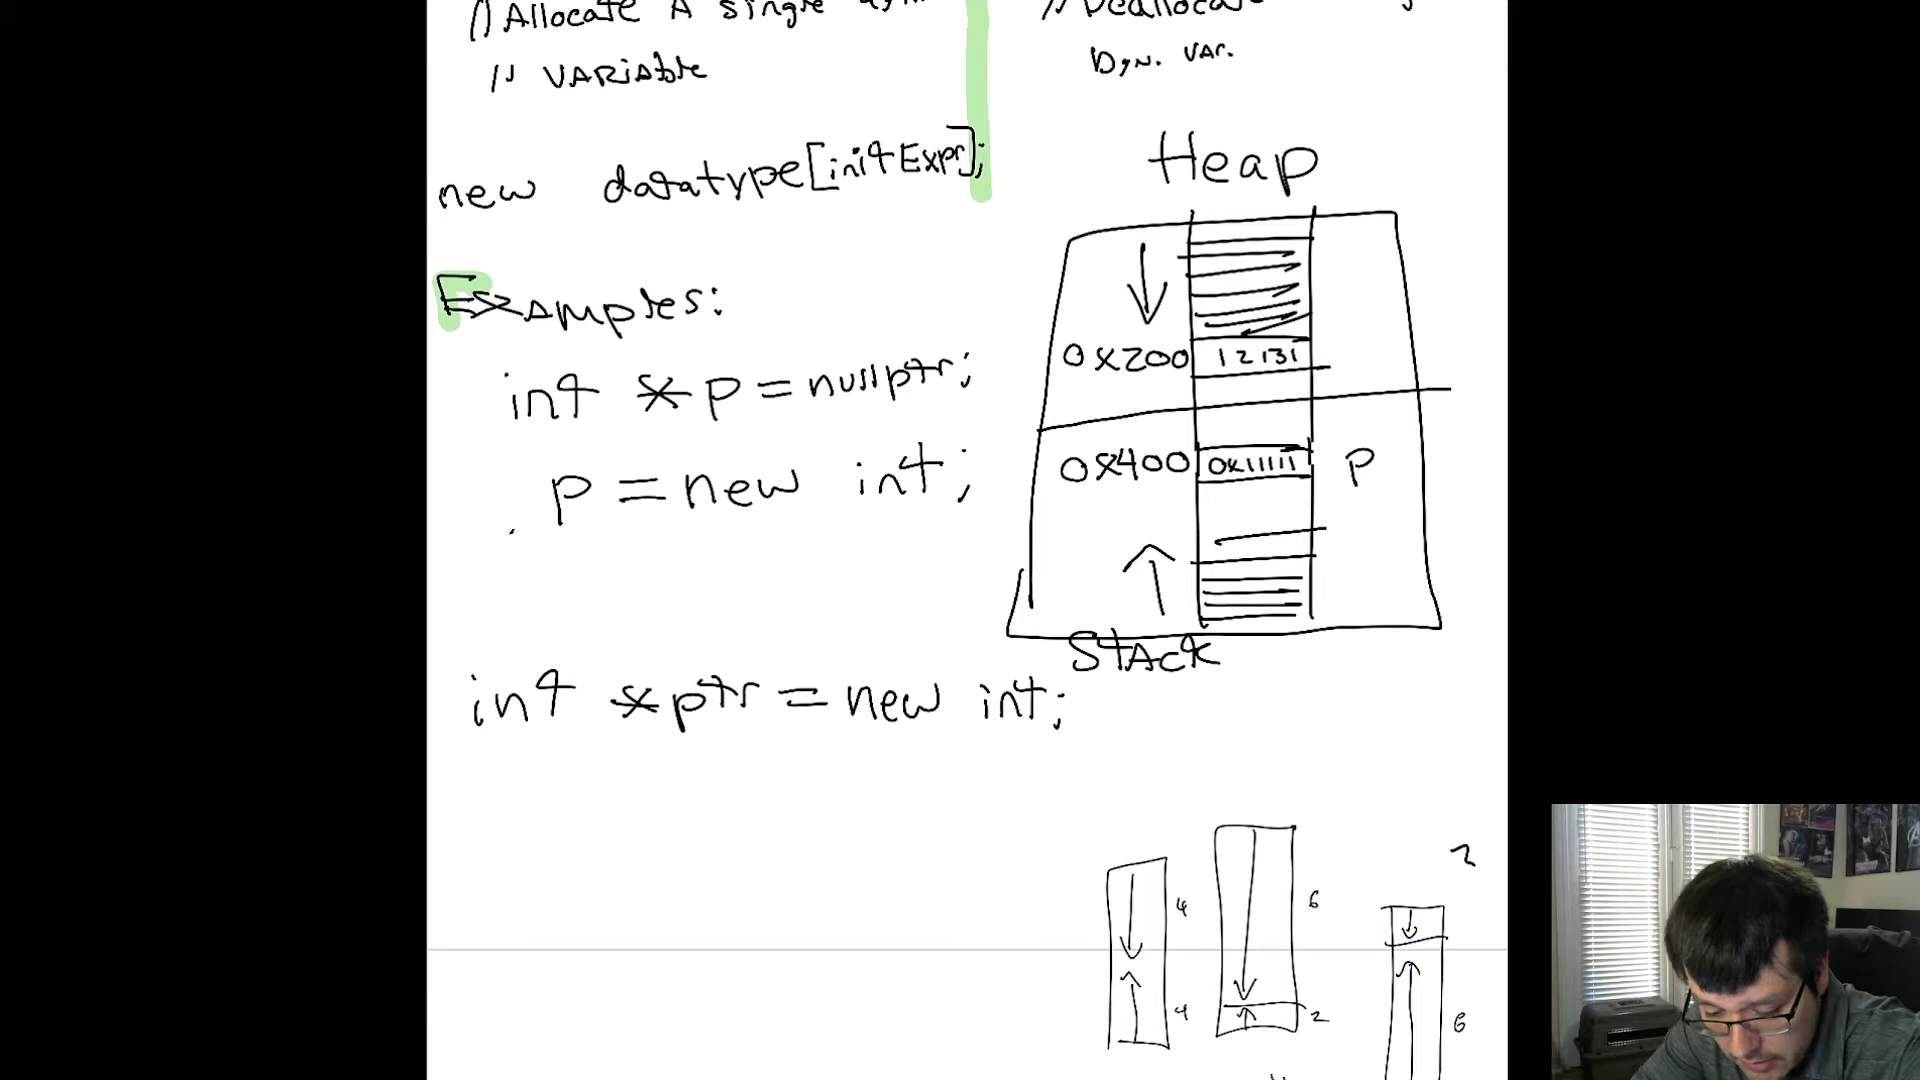 // Allocate A single
// VARiAble
new datatype[initExpr];
Examples:
int *p = nullptr;
p = new int;
int *ptr = new int;
// Deallocate
Dyn. VAr.
Heap
0x200 12131
0x400 0x11111 P
STAck
4
4
6
2
2
6